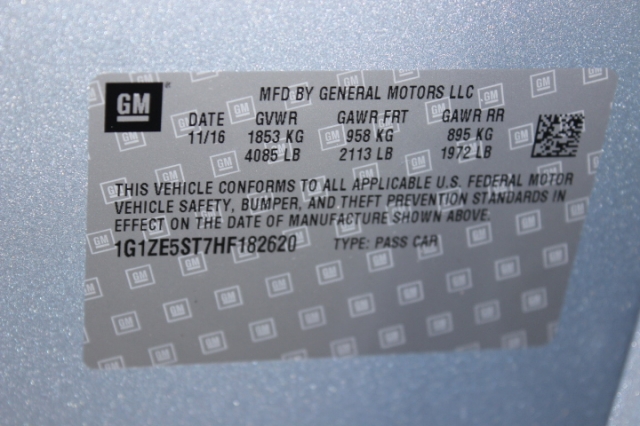 GM
MFD BY GENERAL MOTORS LLC
DATE GVWR GAWR FRT GAWR RR
11/16 1853 KG 958 KG 895 KG
4085 LB 2113 LB 1972 LB
THIS VEHICLE CONFORMS TO ALL APPLICABLE U.S. FEDERAL MOTOR
VEHICLE SAFETY, BUMPER, AND THEFT PREVENTION STANDARDS IN
EFFECT ON THE DATE OF MANUFACTURE SHOWN ABOVE.
1G1ZE5ST7HF182620 TYPE: PASS CAR